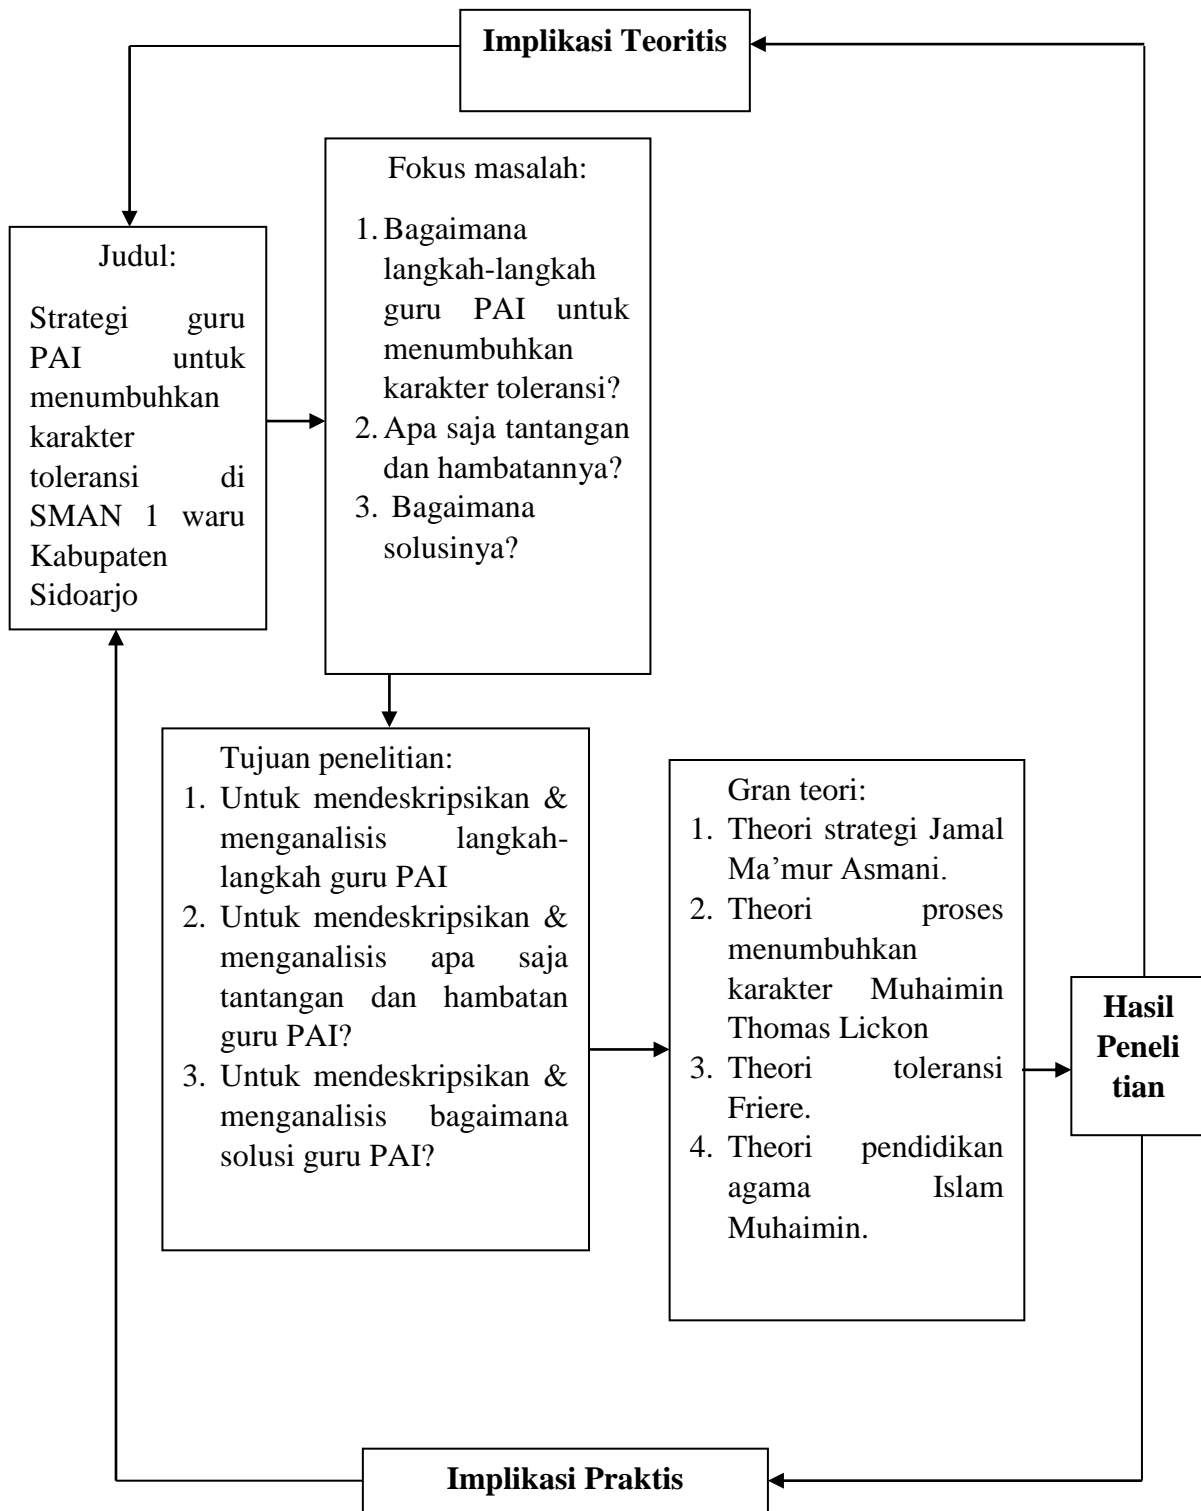 Implikasi Teoritis
Fokus masalah:
1. Bagaimana
langkah-langkah
guru PAI untuk
menumbuhkan
karakter toleransi?
2. Apa saja tantangan
dan hambatannya?
3. Bagaimana
solusinya?
Judul:
Strategi guru
PAI untuk
menumbuhkan
karakter
toleransi di
SMAN 1 waru
Kabupaten
Sidoarjo
Tujuan penelitian:
1. Untuk mendeskripsikan &
menganalisis langkah-
langkah guru PAI
2. Untuk mendeskripsikan &
menganalisis apa saja
tantangan dan hambatan
guru PAI?
3. Untuk mendeskripsikan &
menganalisis bagaimana
solusi guru PAI?
Gran teori:
1. Theori strategi Jamal
Ma’mur Asmani.
2. Theori proses
menumbuhkan
karakter Muhaimin
Thomas Lickon
3. Theori toleransi
Friere.
4. Theori pendidikan
agama Islam
Muhaimin.
Hasil
Peneli
tian
Implikasi Praktis